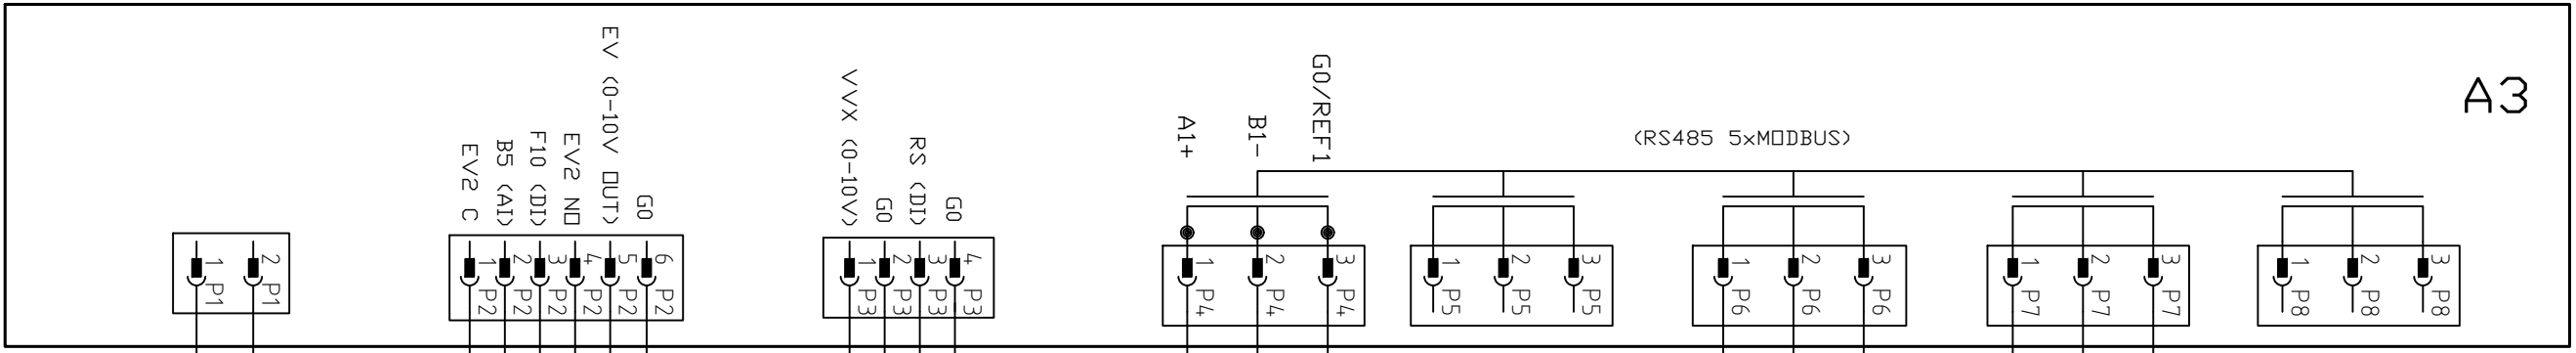 A3
(RS485 5xMODBUS)
EV2 C
B5 (AI)
F10 (DI)
EV2 NO
EV (0-10V OUT)
G0
VVX (0-10V)
G0
RS (DI)
G0
A1+
B1-
G0/REF1
1 P1
2 P1
1 P2
2 P2
3 P2
4 P2
5 P2
6 P2
1 P3
2 P3
3 P3
4 P3
1 P4
2 P4
3 P4
1 P5
2 P5
3 P5
1 P6
2 P6
3 P6
1 P7
2 P7
3 P7
1 P8
2 P8
3 P8